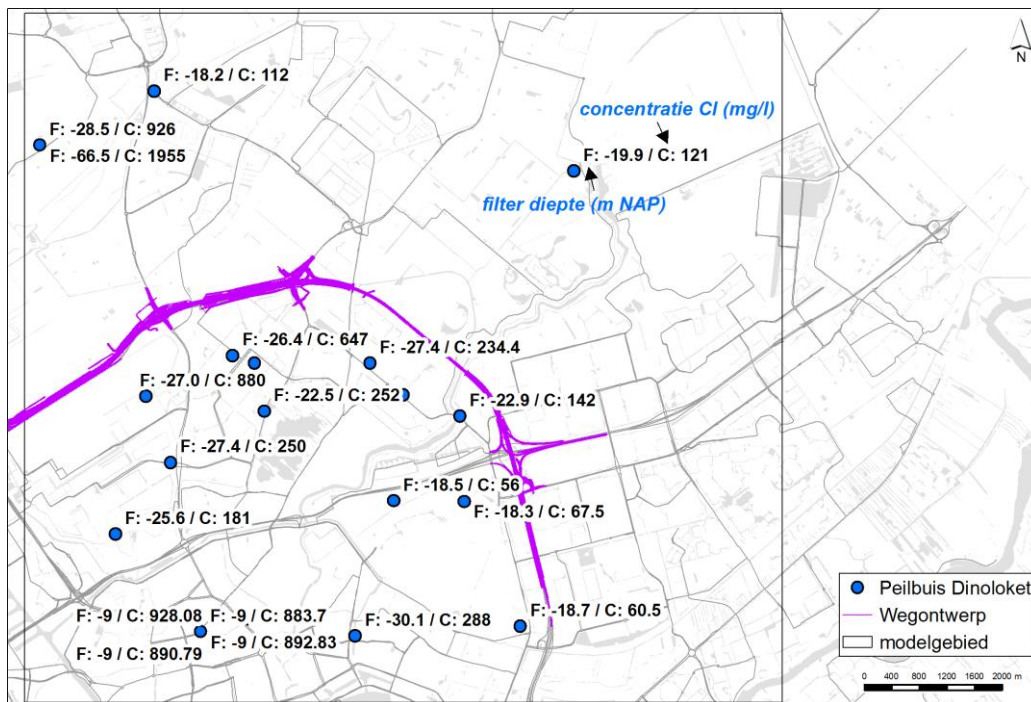 N
F: -18.2 / C: 112
concentratie Cl (mg/l)
F: -28.5 / C: 926
F: -66.5 / C: 1955
F: -19.9 / C: 121
filter diepte (m NAP)
F: -26.4 / C: 647
F: -27.4 / C: 234.4
F: -27.0 / C: 880
F: -22.5 / C: 252
F: -22.9 / C: 142
F: -27.4 / C: 250
F: -18.5 / C: 56
F: -18.3 / C: 67.5
F: -25.6 / C: 181
F: -9 / C: 928.08
F: -9 / C: 883.7
F: -9 / C: 890.79
F: -9 / C: 892.83
F: -30.1 / C: 288
F: -18.7 / C: 60.5
Peilbuis Dinoloket
Wegontwerp
modelgebied
0 400 800 1200 1600 2000 m